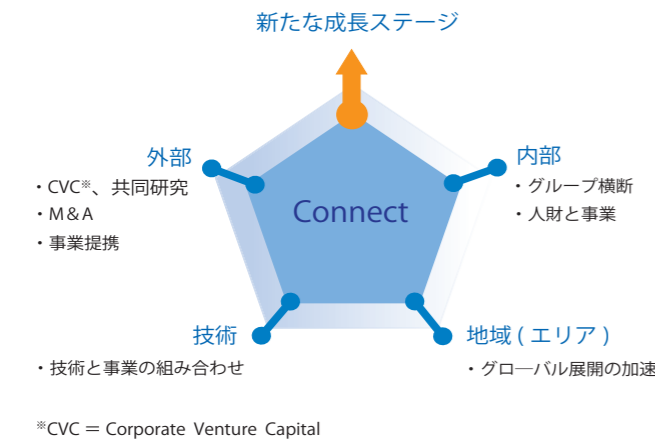 新たな成長ステージ
外部
・CVC※、共同研究
・M&A
・事業提携
内部
・グループ横断
・人財と事業
Connect
技術
・技術と事業の組み合わせ
地域(エリア)
・グロ―バル展開の加速
※CVC = Corporate Venture Capital